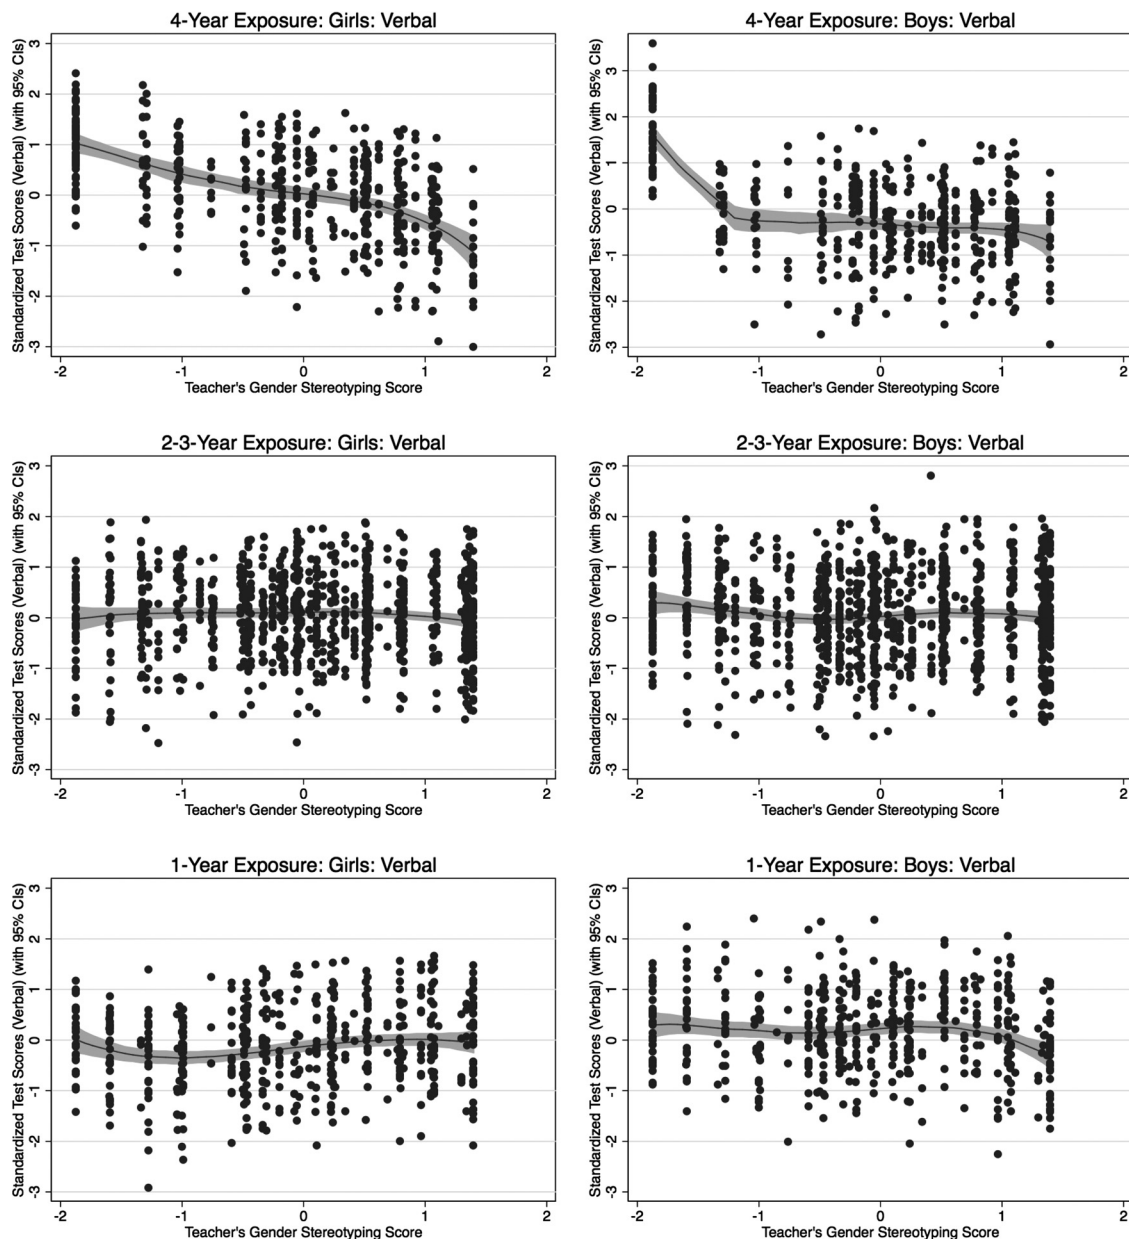 4-Year Exposure: Girls: Verbal
Standardized Test Scores (Verbal) (with 95% CIs)
3
2
1
0
-1
-2
-3
-2 -1 0 1 2
Teacher's Gender Stereotyping Score
4-Year Exposure: Boys: Verbal
Standardized Test Scores (Verbal) (with 95% CIs)
3
2
1
0
-1
-2
-3
-2 -1 0 1 2
Teacher's Gender Stereotyping Score
2-3-Year Exposure: Girls: Verbal
Standardized Test Scores (Verbal) (with 95% CIs)
3
2
1
0
-1
-2
-3
-2 -1 0 1 2
Teacher's Gender Stereotyping Score
2-3-Year Exposure: Boys: Verbal
Standardized Test Scores (Verbal) (with 95% CIs)
3
2
1
0
-1
-2
-3
-2 -1 0 1 2
Teacher's Gender Stereotyping Score
1-Year Exposure: Girls: Verbal
Standardized Test Scores (Verbal) (with 95% CIs)
3
2
1
0
-1
-2
-3
-2 -1 0 1 2
Teacher's Gender Stereotyping Score
1-Year Exposure: Boys: Verbal
Standardized Test Scores (Verbal) (with 95% CIs)
3
2
1
0
-1
-2
-3
-2 -1 0 1 2
Teacher's Gender Stereotyping Score